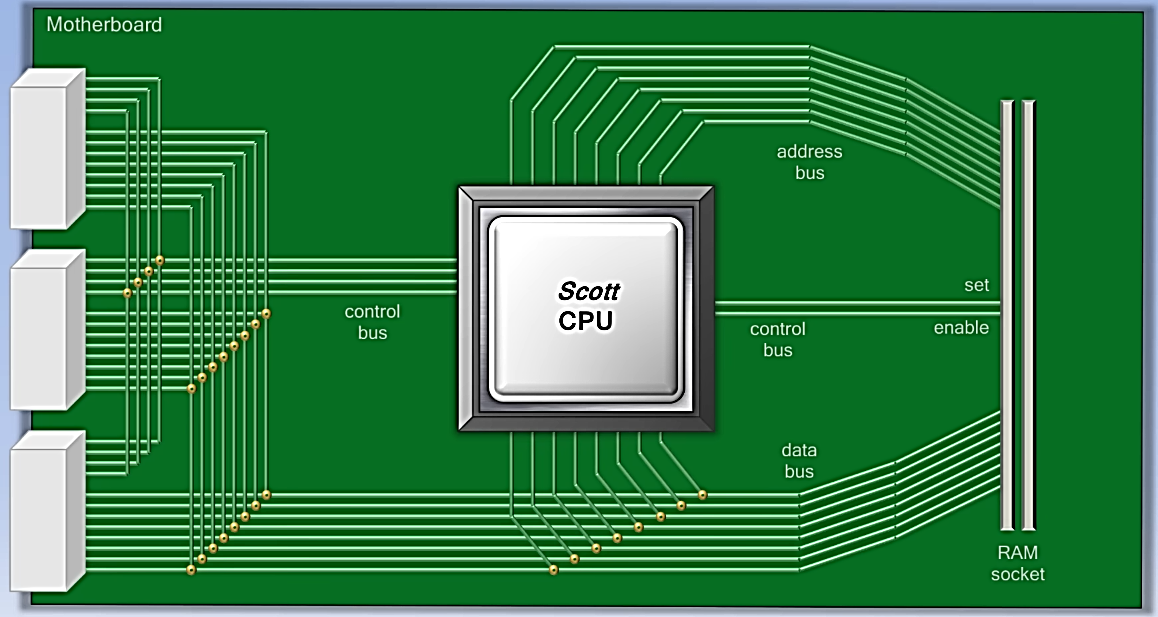 Motherboard
address
bus
set
Scott
CPU
control
bus
control
bus
enable
data
bus
RAM
socket